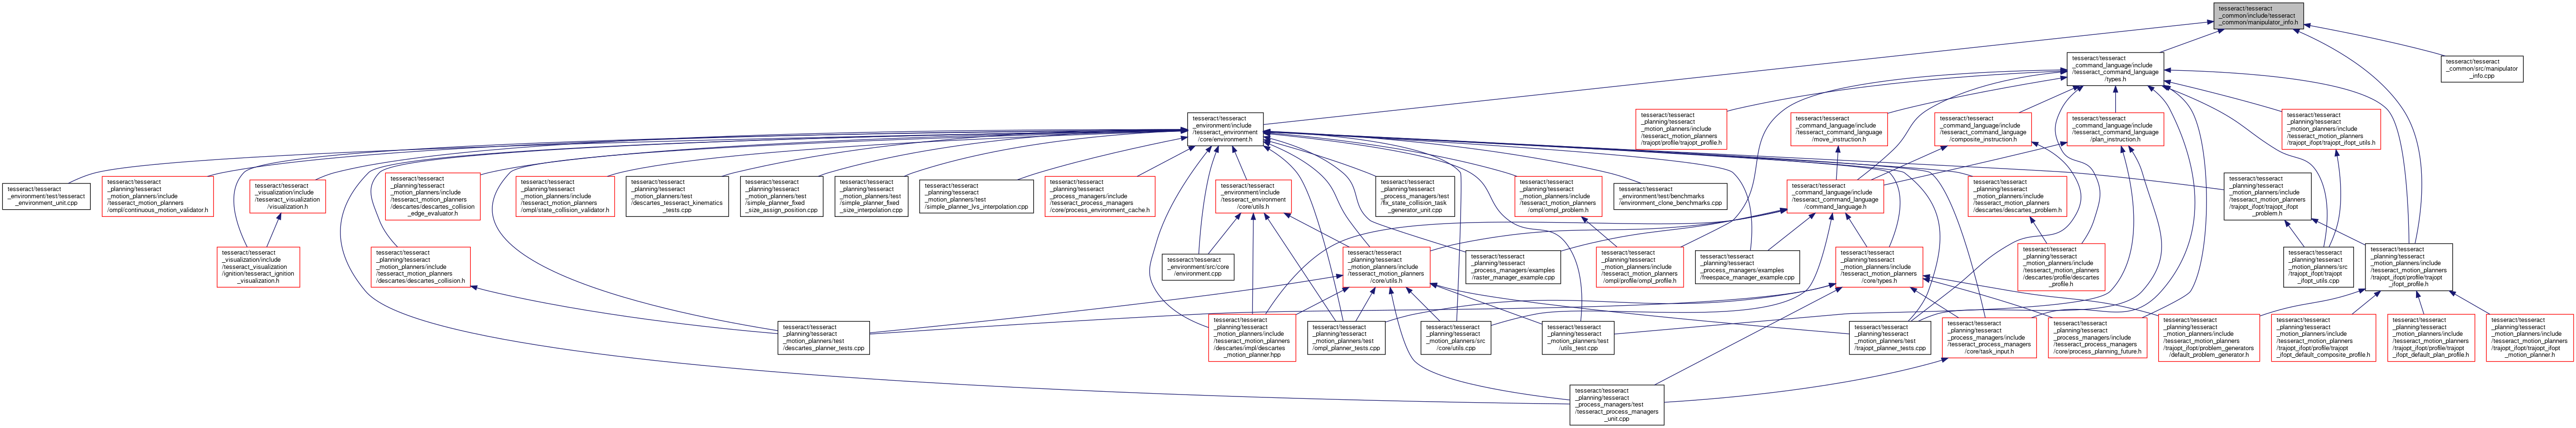 tesseract/tesseract
_common/include/tesseract
_common/manipulator_info.h
tesseract/tesseract
_command_language/include
/tesseract_command_language
/types.h
tesseract/tesseract
_common/src/manipulator
_info.cpp
tesseract/tesseract
_environment/include
/tesseract_environment
/core/environment.h
tesseract/tesseract
_planning/tesseract
_motion_planners/include
/tesseract_motion_planners
/trajopt/profile/trajopt_profile.h
tesseract/tesseract
_command_language/include
/tesseract_command_language
/move_instruction.h
tesseract/tesseract
_command_language/include
/tesseract_command_language
/composite_instruction.h
tesseract/tesseract
_command_language/include
/tesseract_command_language
/plan_instruction.h
tesseract/tesseract
_planning/tesseract
_motion_planners/include
/tesseract_motion_planners
/trajopt_ifopt/trajopt_ifopt_utils.h
tesseract/tesseract
_environment/test/tesseract
_environment_unit.cpp
tesseract/tesseract
_planning/tesseract
_motion_planners/include
/tesseract_motion_planners
/ompl/continuous_motion_validator.h
tesseract/tesseract
_visualization/include
/tesseract_visualization
/visualization.h
tesseract/tesseract
_planning/tesseract
_motion_planners/include
/tesseract_motion_planners
/descartes/descartes_collision
_edge_evaluator.h
tesseract/tesseract
_planning/tesseract
_motion_planners/include
/tesseract_motion_planners
/ompl/state_collision_validator.h
tesseract/tesseract
_planning/tesseract
_motion_planners/test
/descartes_tesseract_kinematics
_tests.cpp
tesseract/tesseract
_planning/tesseract
_motion_planners/test
/simple_planner_fixed
_size_assign_position.cpp
tesseract/tesseract
_planning/tesseract
_motion_planners/test
/simple_planner_fixed
_size_interpolation.cpp
tesseract/tesseract
_planning/tesseract
_motion_planners/test
/simple_planner_lvs_interpolation.cpp
tesseract/tesseract
_planning/tesseract
_process_managers/include
/tesseract_process_managers
/core/process_environment_cache.h
tesseract/tesseract
_environment/include
/tesseract_environment
/core/utils.h
tesseract/tesseract
_planning/tesseract
_process_managers/test
/fix_state_collision_task
_generator_unit.cpp
tesseract/tesseract
_planning/tesseract
_motion_planners/include
/tesseract_motion_planners
/ompl/ompl_problem.h
tesseract/tesseract
_environment/test/benchmarks
/environment_clone_benchmarks.cpp
tesseract/tesseract
_command_language/include
/tesseract_command_language
/command_language.h
tesseract/tesseract
_planning/tesseract
_motion_planners/include
/tesseract_motion_planners
/descartes/descartes_problem.h
tesseract/tesseract
_planning/tesseract
_motion_planners/include
/tesseract_motion_planners
/trajopt_ifopt/trajopt_ifopt
_problem.h
tesseract/tesseract
_visualization/include
/tesseract_visualization
/ignition/tesseract_ignition
_visualization.h
tesseract/tesseract
_planning/tesseract
_motion_planners/include
/tesseract_motion_planners
/descartes/descartes_collision.h
tesseract/tesseract
_environment/src/core
/environment.cpp
tesseract/tesseract
_planning/tesseract
_motion_planners/include
/tesseract_motion_planners
/core/utils.h
tesseract/tesseract
_planning/tesseract
_process_managers/examples
/raster_manager_example.cpp
tesseract/tesseract
_planning/tesseract
_motion_planners/include
/tesseract_motion_planners
/ompl/profile/ompl_profile.h
tesseract/tesseract
_planning/tesseract
_process_managers/examples
/freespace_manager_example.cpp
tesseract/tesseract
_planning/tesseract
_motion_planners/include
/tesseract_motion_planners
/core/types.h
tesseract/tesseract
_planning/tesseract
_motion_planners/include
/tesseract_motion_planners
/descartes/profile/descartes
_profile.h
tesseract/tesseract
_planning/tesseract
_motion_planners/src
/trajopt_ifopt/trajopt
_ifopt_utils.cpp
tesseract/tesseract
_planning/tesseract
_motion_planners/include
/tesseract_motion_planners
/trajopt_ifopt/profile/trajopt
_ifopt_profile.h
tesseract/tesseract
_planning/tesseract
_motion_planners/test
/descartes_planner_tests.cpp
tesseract/tesseract
_planning/tesseract
_motion_planners/include
/tesseract_motion_planners
/descartes/impl/descartes
_motion_planner.hpp
tesseract/tesseract
_planning/tesseract
_motion_planners/test
/ompl_planner_tests.cpp
tesseract/tesseract
_planning/tesseract
_motion_planners/src
/core/utils.cpp
tesseract/tesseract
_planning/tesseract
_motion_planners/test
/utils_test.cpp
tesseract/tesseract
_planning/tesseract
_motion_planners/test
/trajopt_planner_tests.cpp
tesseract/tesseract
_planning/tesseract
_process_managers/include
/tesseract_process_managers
/core/task_input.h
tesseract/tesseract
_planning/tesseract
_process_managers/include
/tesseract_process_managers
/core/process_planning_future.h
tesseract/tesseract
_planning/tesseract
_motion_planners/include
/tesseract_motion_planners
/trajopt_ifopt/problem_generators
/default_problem_generator.h
tesseract/tesseract
_planning/tesseract
_motion_planners/include
/tesseract_motion_planners
/trajopt_ifopt/profile/trajopt
_ifopt_default_composite_profile.h
tesseract/tesseract
_planning/tesseract
_motion_planners/include
/tesseract_motion_planners
/trajopt_ifopt/profile/trajopt
_ifopt_default_plan_profile.h
tesseract/tesseract
_planning/tesseract
_motion_planners/include
/tesseract_motion_planners
/trajopt_ifopt/trajopt_ifopt
_motion_planner.h
tesseract/tesseract
_planning/tesseract
_process_managers/test
/tesseract_process_managers
_unit.cpp